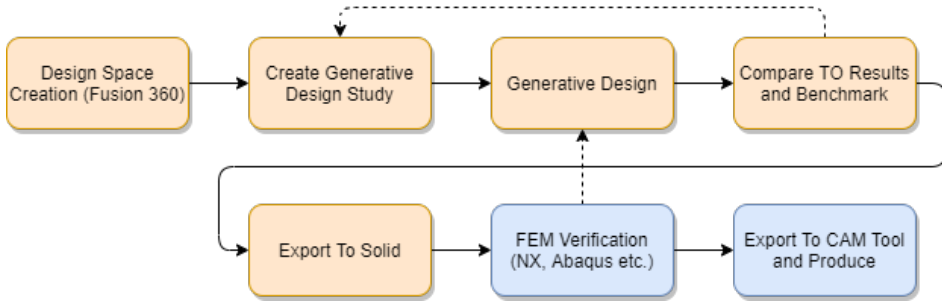 Design Space
Creation (Fusion 360)
Create Generative
Design Study
Generative Design
Compare TO Results
and Benchmark
Export To Solid
FEM Verification
(NX, Abaqus etc.)
Export To CAM Tool
and Produce